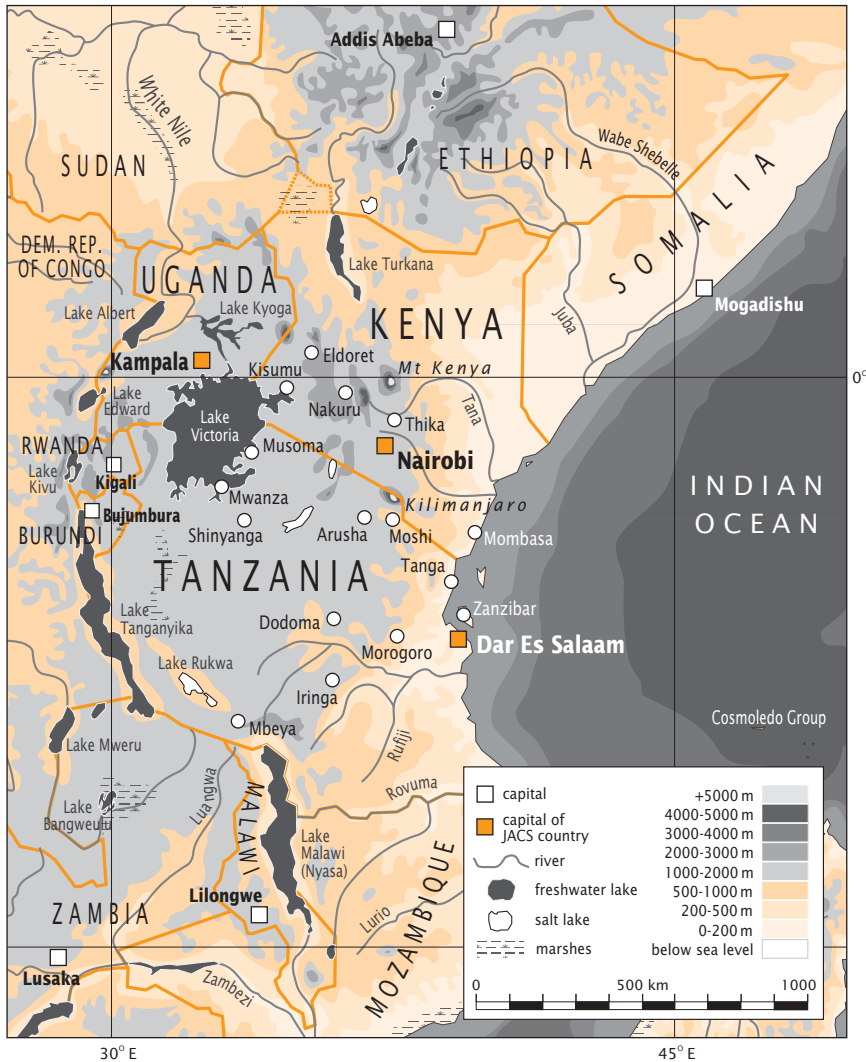 Addis Abeba
White Nile
SUDAN
ETHIOPIA
Wabe Shebelle
SOMALIA
DEM. REP.
OF CONGO
UGANDA
Lake Turkana
Lake Albert
Lake Kyoga
KENYA
Juba
Mogadishu
Kampala
Eldoret
Kisumu
Mt Kenya
0°
Lake
Edward
Nakuru
Lake
Victoria
Tana
Thika
RWANDA
Musoma
Nairobi
Lake
Kivu
Kigali
Mwanza
Kilimanjaro
INDIAN
OCEAN
Bujumbura
BURUNDI
Shinyanga
Arusha
Moshi
Mombasa
TANZANIA
Tanga
Lake
Tanganyika
Dodoma
Zanzibar
Morogoro
Dar Es Salaam
Lake Rukwa
Iringa
Mbeya
Cosmoledo Group
Lake Mweru
Rufiji
Luangwa
MALAWI
Rovuma
Lake
Bangweulu
Lake
Malawi
(Nyasa)
Lilongwe
ZAMBIA
Lurio
MOZAMBIQUE
Lusaka
Zambezi
capital
capital of
JACS country
river
freshwater lake
salt lake
marshes
+5000 m
4000-5000 m
3000-4000 m
2000-3000 m
1000-2000 m
500-1000 m
200-500 m
0-200 m
below sea level
0 500 km 1000
30° E 45° E